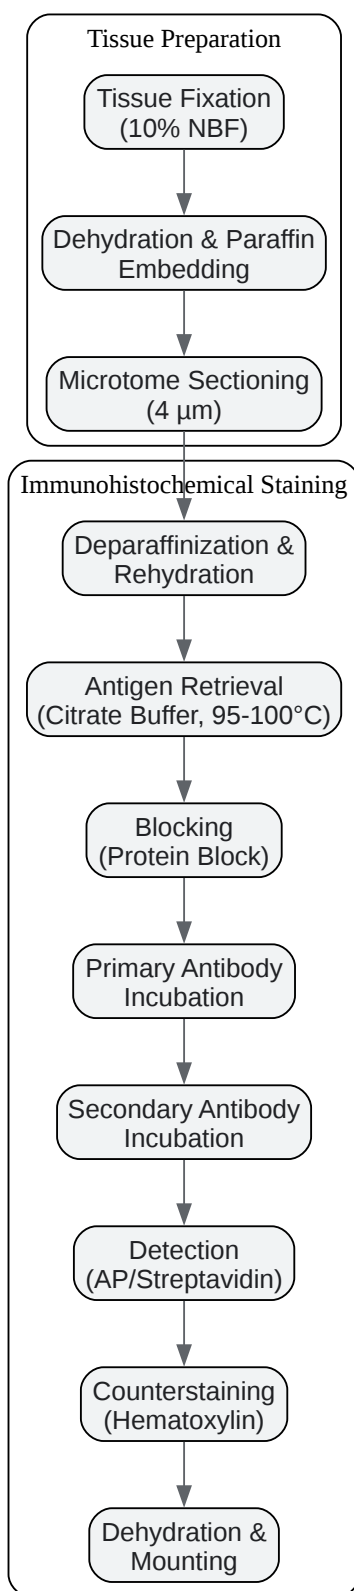 Tissue Preparation
Tissue Fixation
(10% NBF)
Dehydration & Paraffin
Embedding
Microtome Sectioning
(4 µm)
Immunohistochemical Staining
Deparaffinization &
Rehydration
Antigen Retrieval
(Citrate Buffer, 95-100°C)
Blocking
(Protein Block)
Primary Antibody
Incubation
Secondary Antibody
Incubation
Detection
(AP/Streptavidin)
Counterstaining
(Hematoxylin)
Dehydration &
Mounting